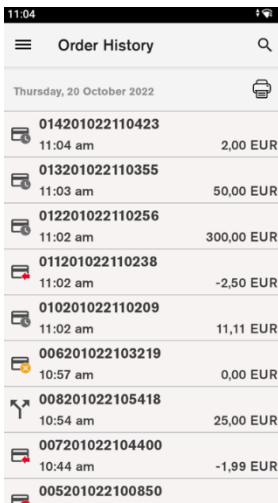 11:04
Order History
Thursday, 20 October 2022
014201022110423
11:04 am 2,00 EUR
013201022110355
11:03 am 50,00 EUR
012201022110256
11:02 am 300,00 EUR
011201022110238
11:02 am -2,50 EUR
010201022110209
11:02 am 11,11 EUR
006201022103219
10:57 am 0,00 EUR
008201022105418
10:54 am 25,00 EUR
007201022104400
10:44 am -1,99 EUR
005201022100850